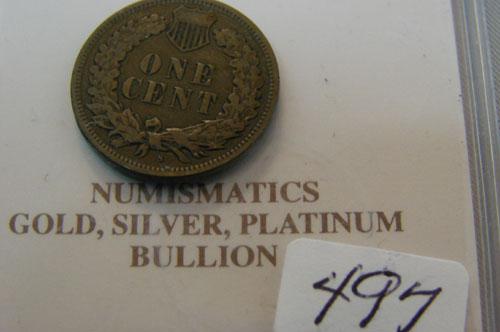 ONE
CENT
S
NUMISMATICS
GOLD, SILVER, PLATINUM
BULLION
497